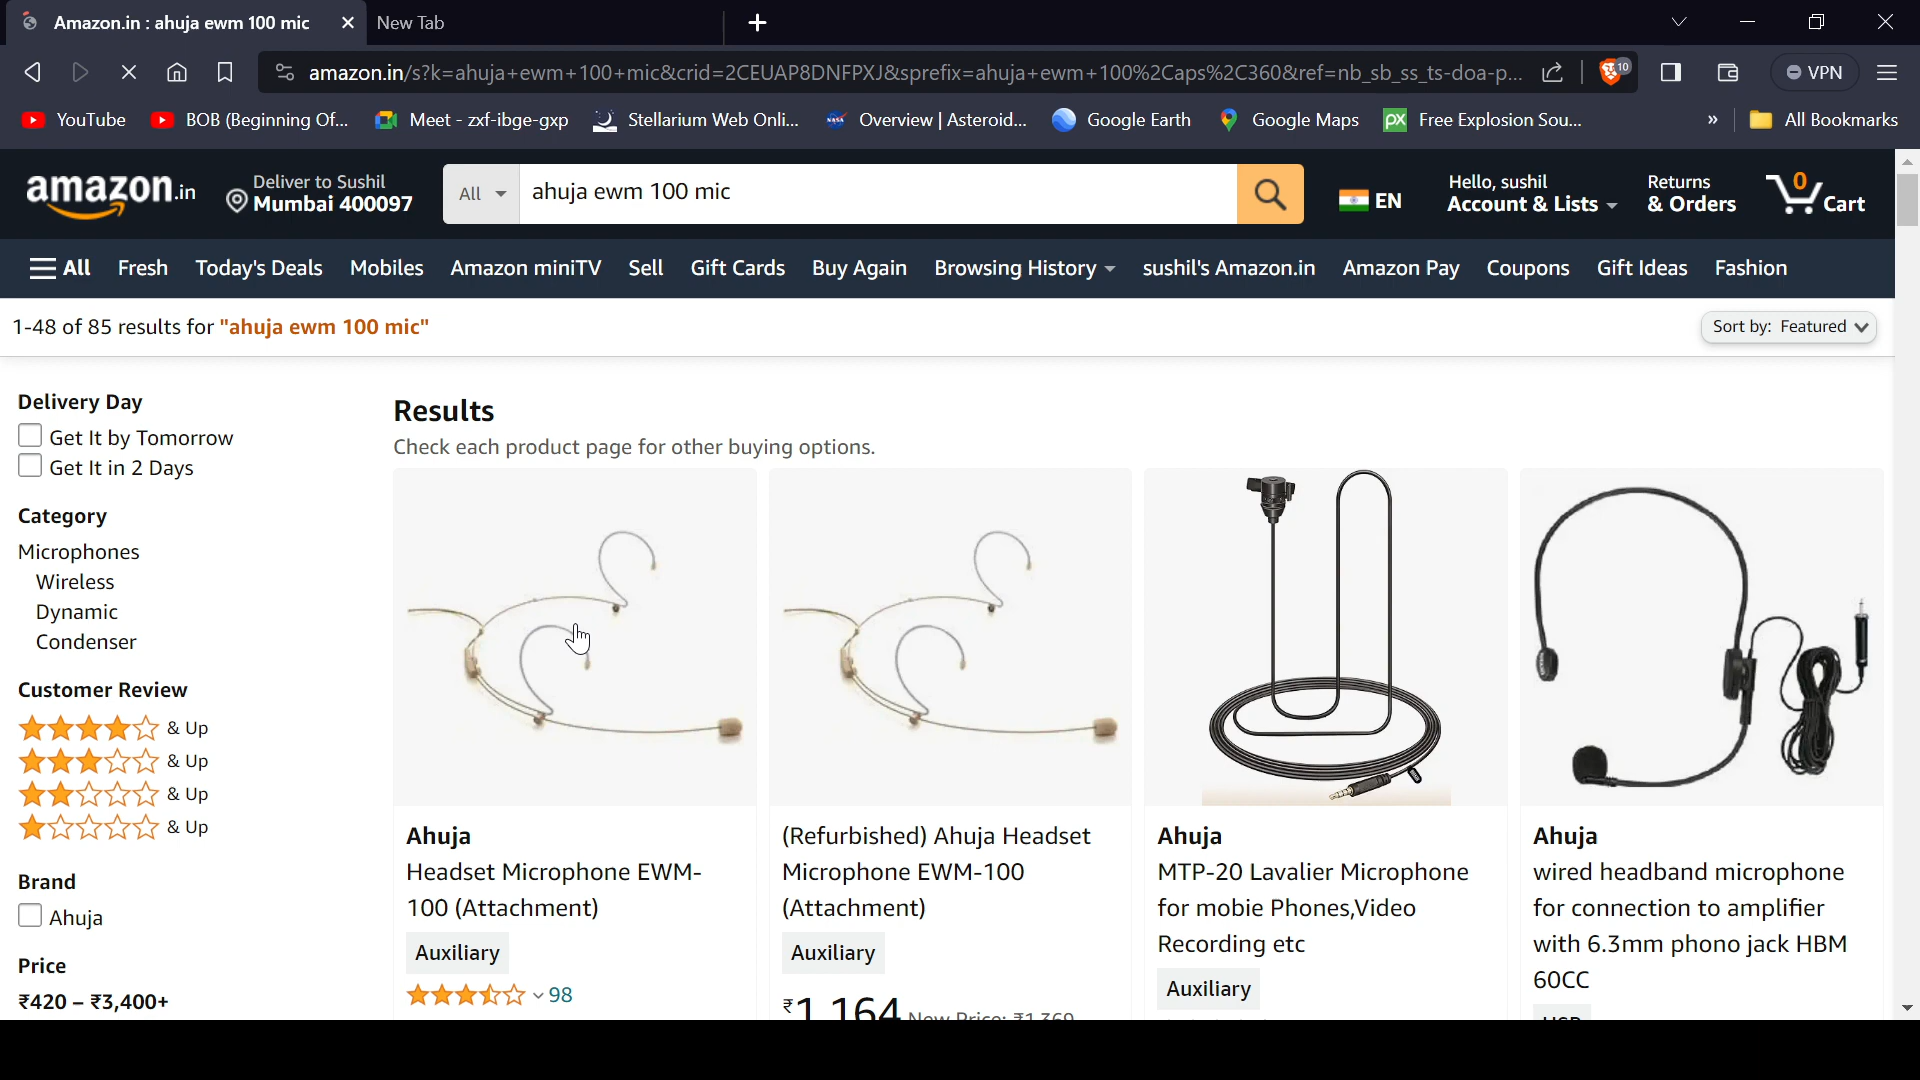 Amazon.in : ahuja ewm 100 mic
New Tab
amazon.in/s?k=ahuja+ewm+100+mic&crid=2CEUAP8DNFPXJ&sprefix=ahuja+ewm+100%2Caps%2C360&ref=nb_sb_ss_ts-doa-p...
10
VPN
YouTube BOB (Beginning Of... Meet - zxf-ibge-gxp Stellarium Web Onli... Overview | Asteroid... Google Earth Google Maps Free Explosion Sou... » All Bookmarks
amazon.in
Deliver to Sushil
Mumbai 400097
All
ahuja ewm 100 mic
EN
Hello, sushil
Account & Lists
Returns
& Orders
0
Cart
All Fresh Today's Deals Mobiles Amazon miniTV Sell Gift Cards Buy Again Browsing History sushil's Amazon.in Amazon Pay Coupons Gift Ideas Fashion
1-48 of 85 results for "ahuja ewm 100 mic"
Sort by: Featured
Delivery Day
Get It by Tomorrow
Get It in 2 Days
Category
Microphones
Wireless
Dynamic
Condenser
Customer Review
& Up
& Up
& Up
& Up
Brand
Ahuja
Price
₹420 – ₹3,400+
Results
Check each product page for other buying options.
Ahuja
Headset Microphone EWM-
100 (Attachment)
Auxiliary
98
(Refurbished) Ahuja Headset
Microphone EWM-100
(Attachment)
Auxiliary
₹1,164 New Price: ₹1,369
Ahuja
MTP-20 Lavalier Microphone
for mobie Phones,Video
Recording etc
Auxiliary
Ahuja
wired headband microphone
for connection to amplifier
with 6.3mm phono jack HBM
60CC